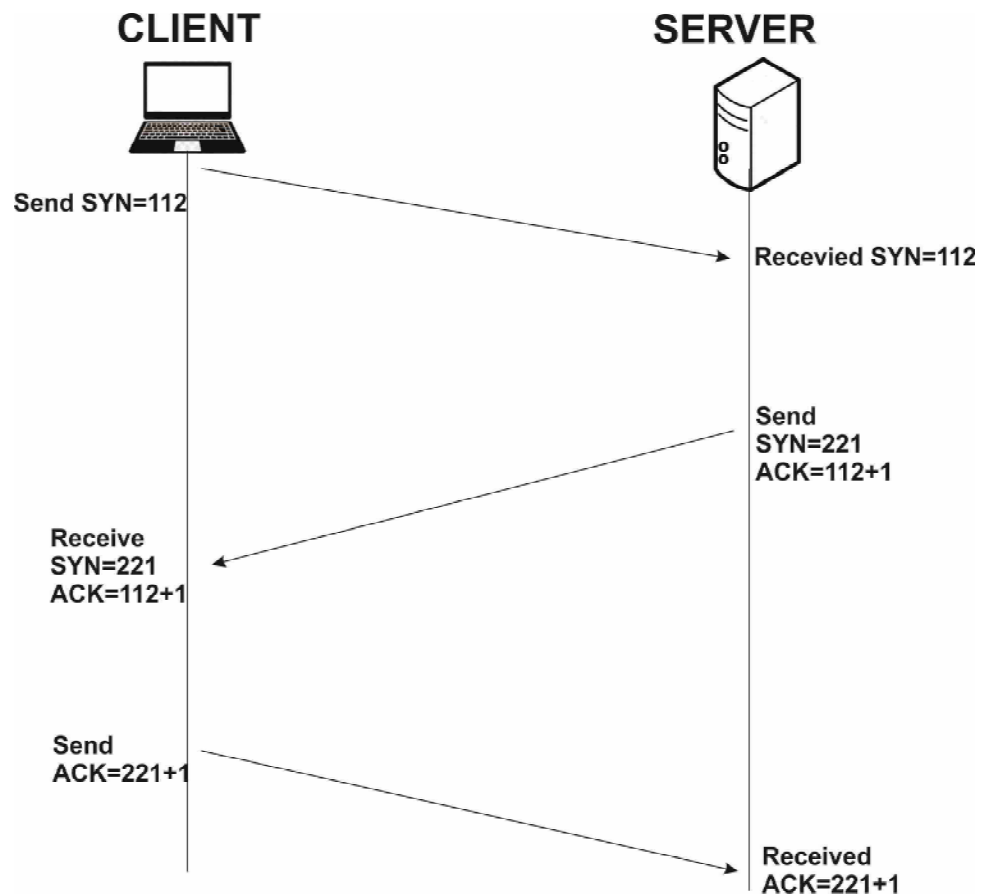 CLIENT
SERVER
Send SYN=112
Recevied SYN=112
Send
SYN=221
ACK=112+1
Receive
SYN=221
ACK=112+1
Send
ACK=221+1
Received
ACK=221+1